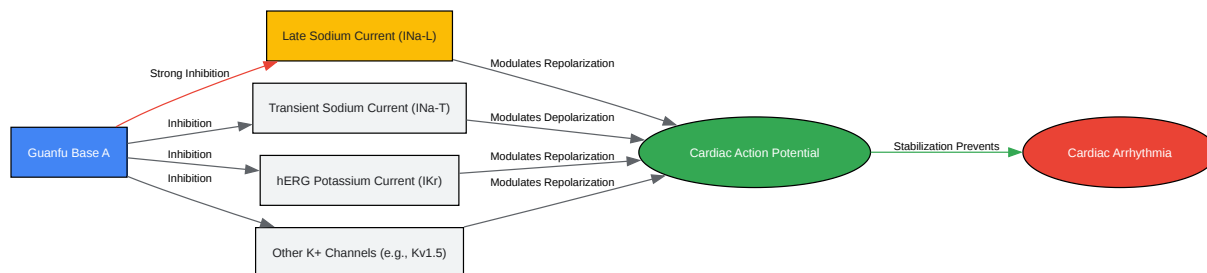 Late Sodium Current (INa-L)
Modulates Repolarization
Strong Inhibition
Transient Sodium Current (INa-T)
Modulates Depolarization
Inhibition
Guanfu Base A
Inhibition
Cardiac Action Potential
Stabilization Prevents
Cardiac Arrhythmia
Modulates Repolarization
Inhibition
hERG Potassium Current (IKr)
Modulates Repolarization
Other K+ Channels (e.g., Kv1.5)